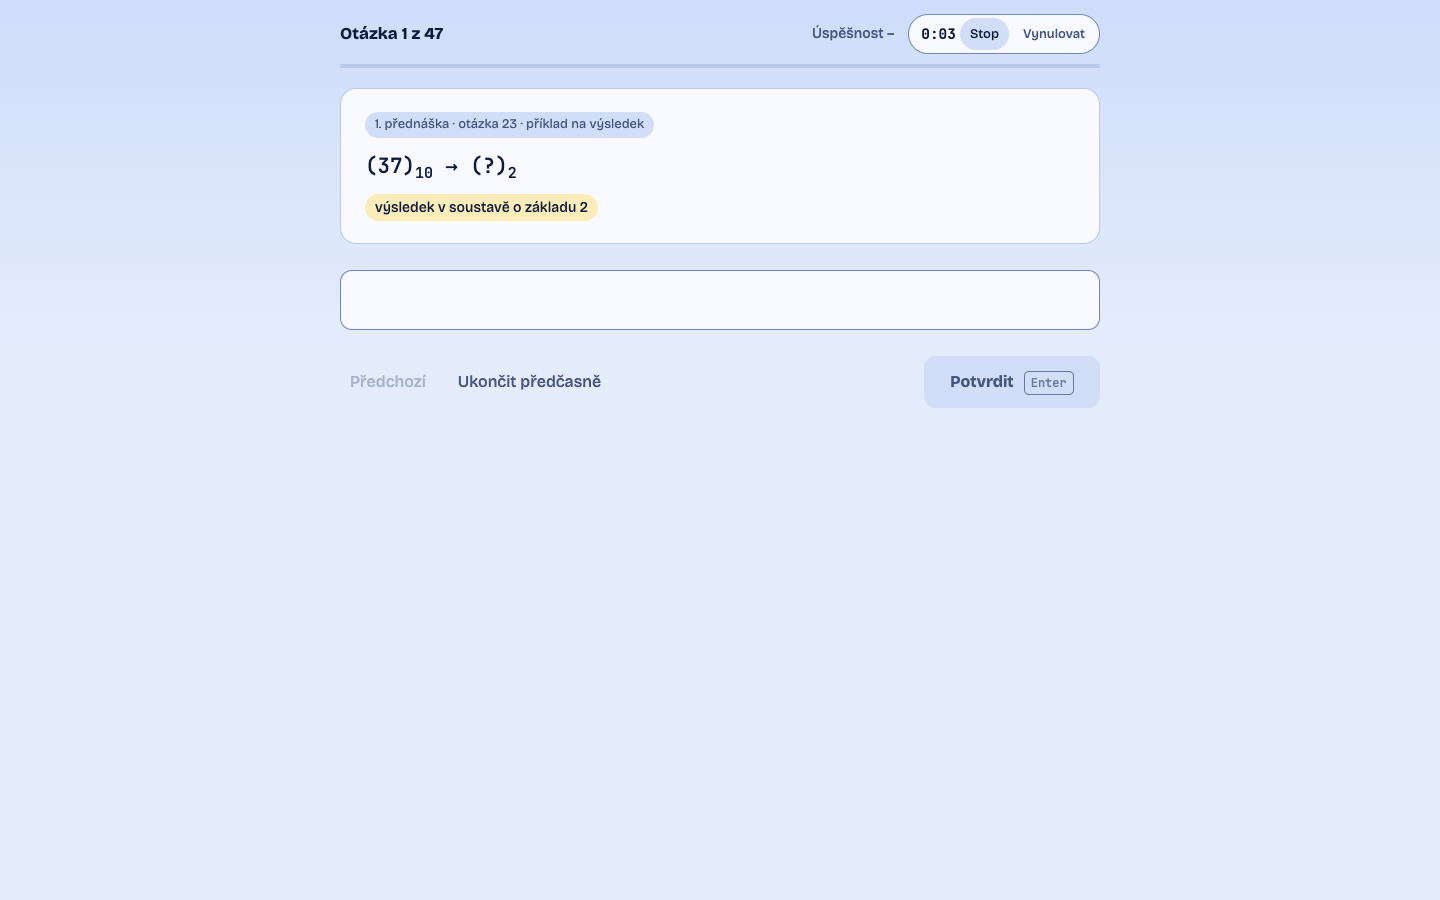 Otázka 1 z 47
Úspěšnost –
0:03 Stop Vynulovat
1. přednáška · otázka 23 · příklad na výsledek
(37)₁₀ → (?)₂
výsledek v soustavě o základu 2
Předchozí Ukončit předčasně Potvrdit Enter